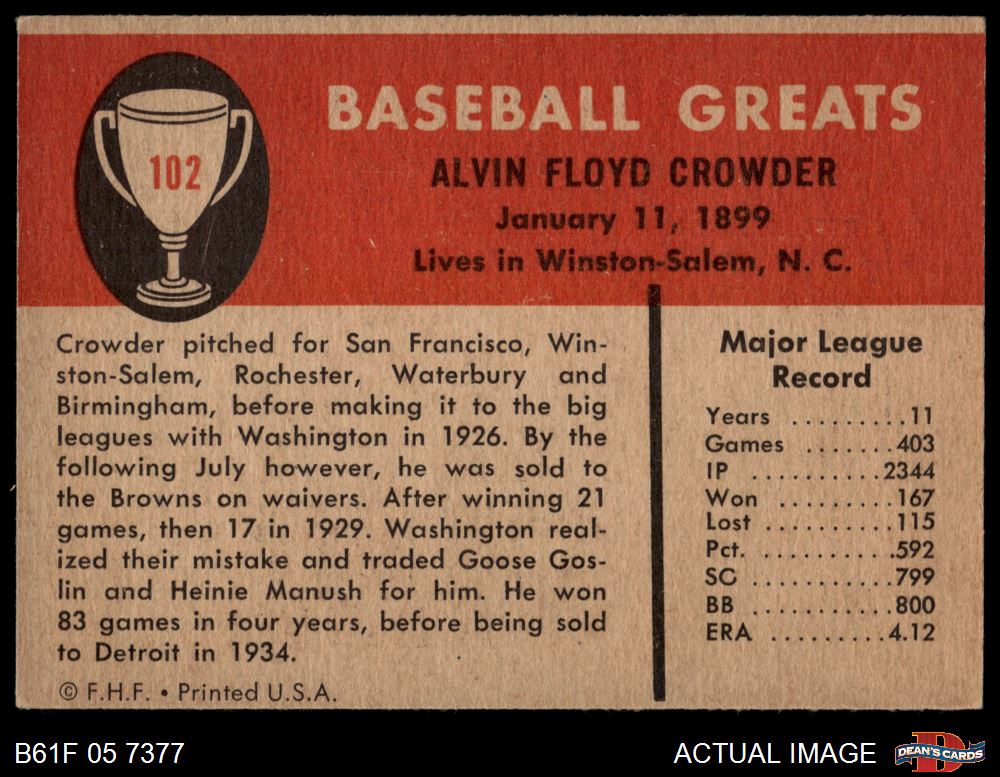 102
BASEBALL GREATS
ALVIN FLOYD CROWDER
January 11, 1899
Lives in Winston-Salem, N. C.
Crowder pitched for San Francisco, Win-
ston-Salem, Rochester, Waterbury and
Birmingham, before making it to the big
leagues with Washington in 1926. By the
following July however, he was sold to
the Browns on waivers. After winning 21
games, then 17 in 1929. Washington real-
ized their mistake and traded Goose Gos-
lin and Heinie Manush for him. He won
83 games in four years, before being sold
to Detroit in 1934.
© F.H.F. • Printed U.S.A.
Major League
Record
Years ..........11
Games .......403
IP ..........2344
Won .........167
Lost ..........115
Pct. ..........592
SO ..........799
BB ..........800
ERA .........4.12
B61F 05 7377
ACTUAL IMAGE
D
DEAN'S CARDS